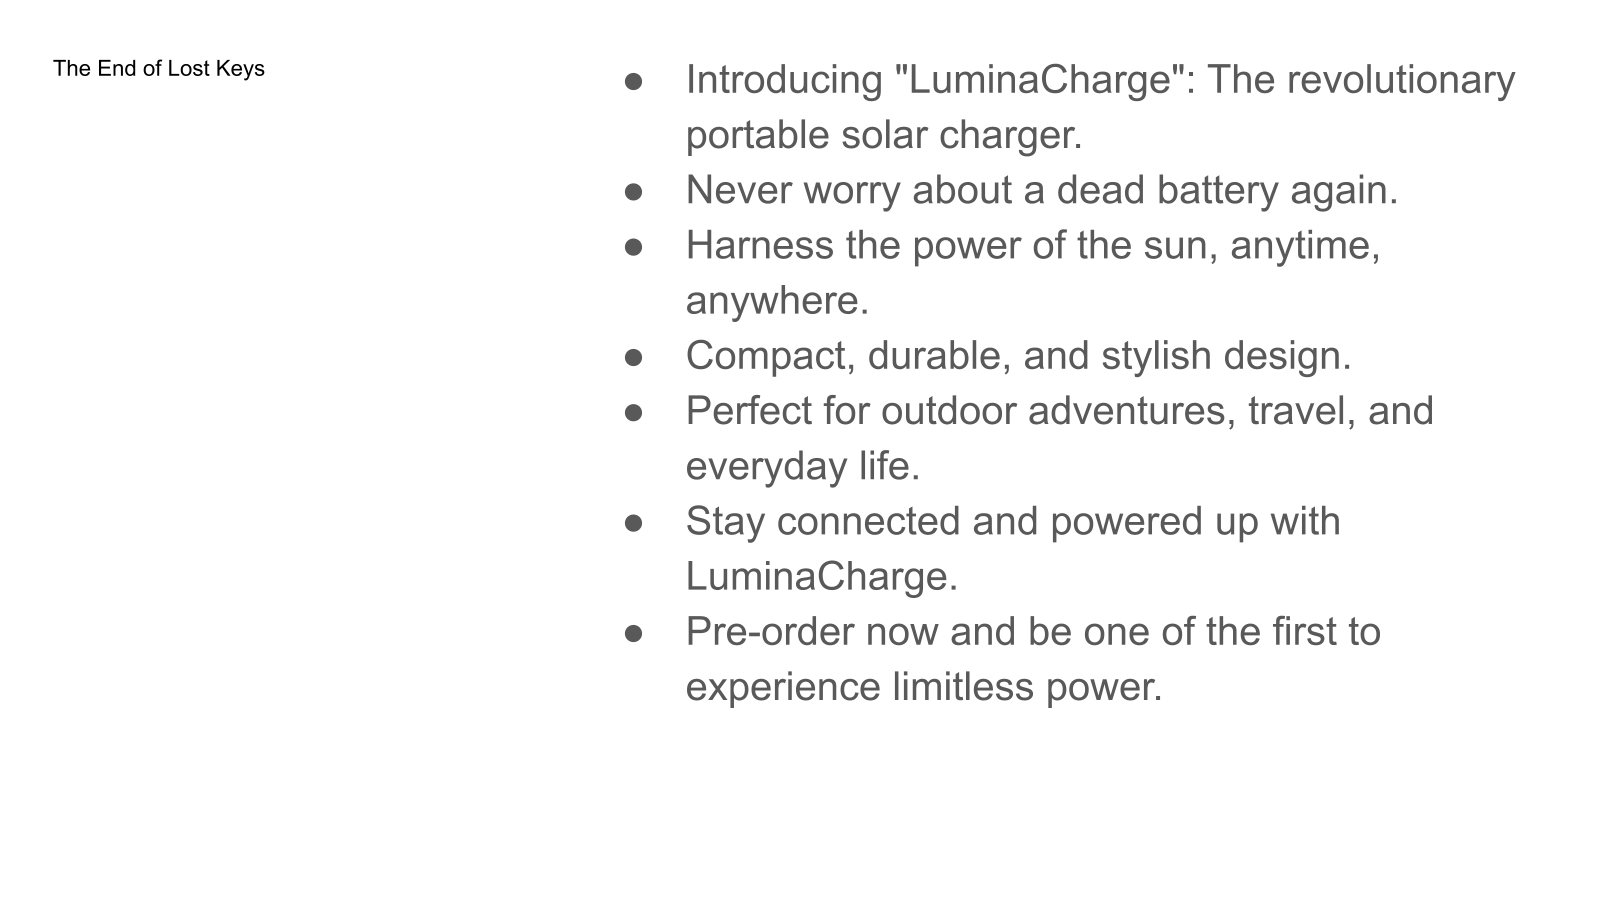 The End of Lost Keys
● Introducing "LuminaCharge": The revolutionary
portable solar charger.
● Never worry about a dead battery again.
● Harness the power of the sun, anytime,
anywhere.
● Compact, durable, and stylish design.
● Perfect for outdoor adventures, travel, and
everyday life.
● Stay connected and powered up with
LuminaCharge.
● Pre-order now and be one of the first to
experience limitless power.